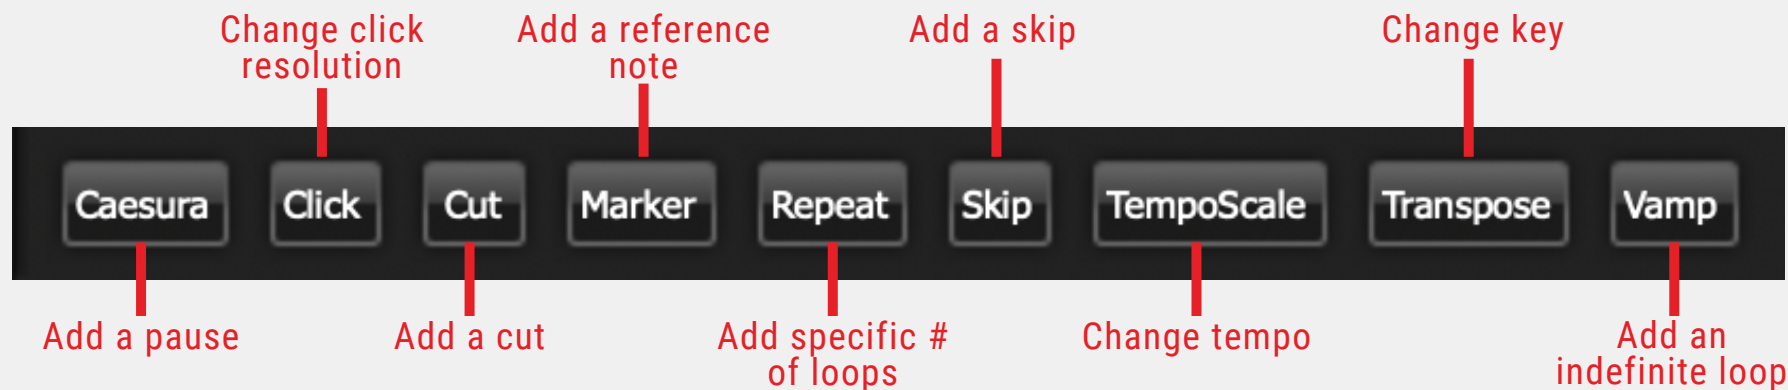 Change click
resolution
Add a reference
note
Add a skip
Change key
Caesura Click Cut Marker Repeat Skip TempoScale Transpose Vamp
Add a pause
Add a cut
Add specific #
of loops
Change tempo
Add an
indefinite loop